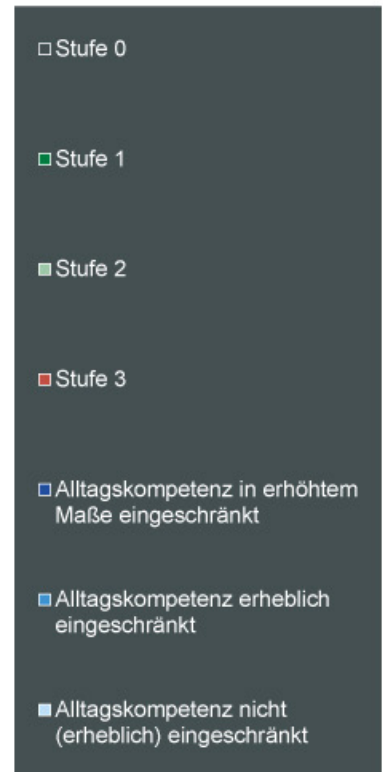 Stufe 0
Stufe 1
Stufe 2
Stufe 3
Alltagskompetenz in erhöhtem
Maße eingeschränkt
Alltagskompetenz erheblich
eingeschränkt
Alltagskompetenz nicht
(erheblich) eingeschränkt